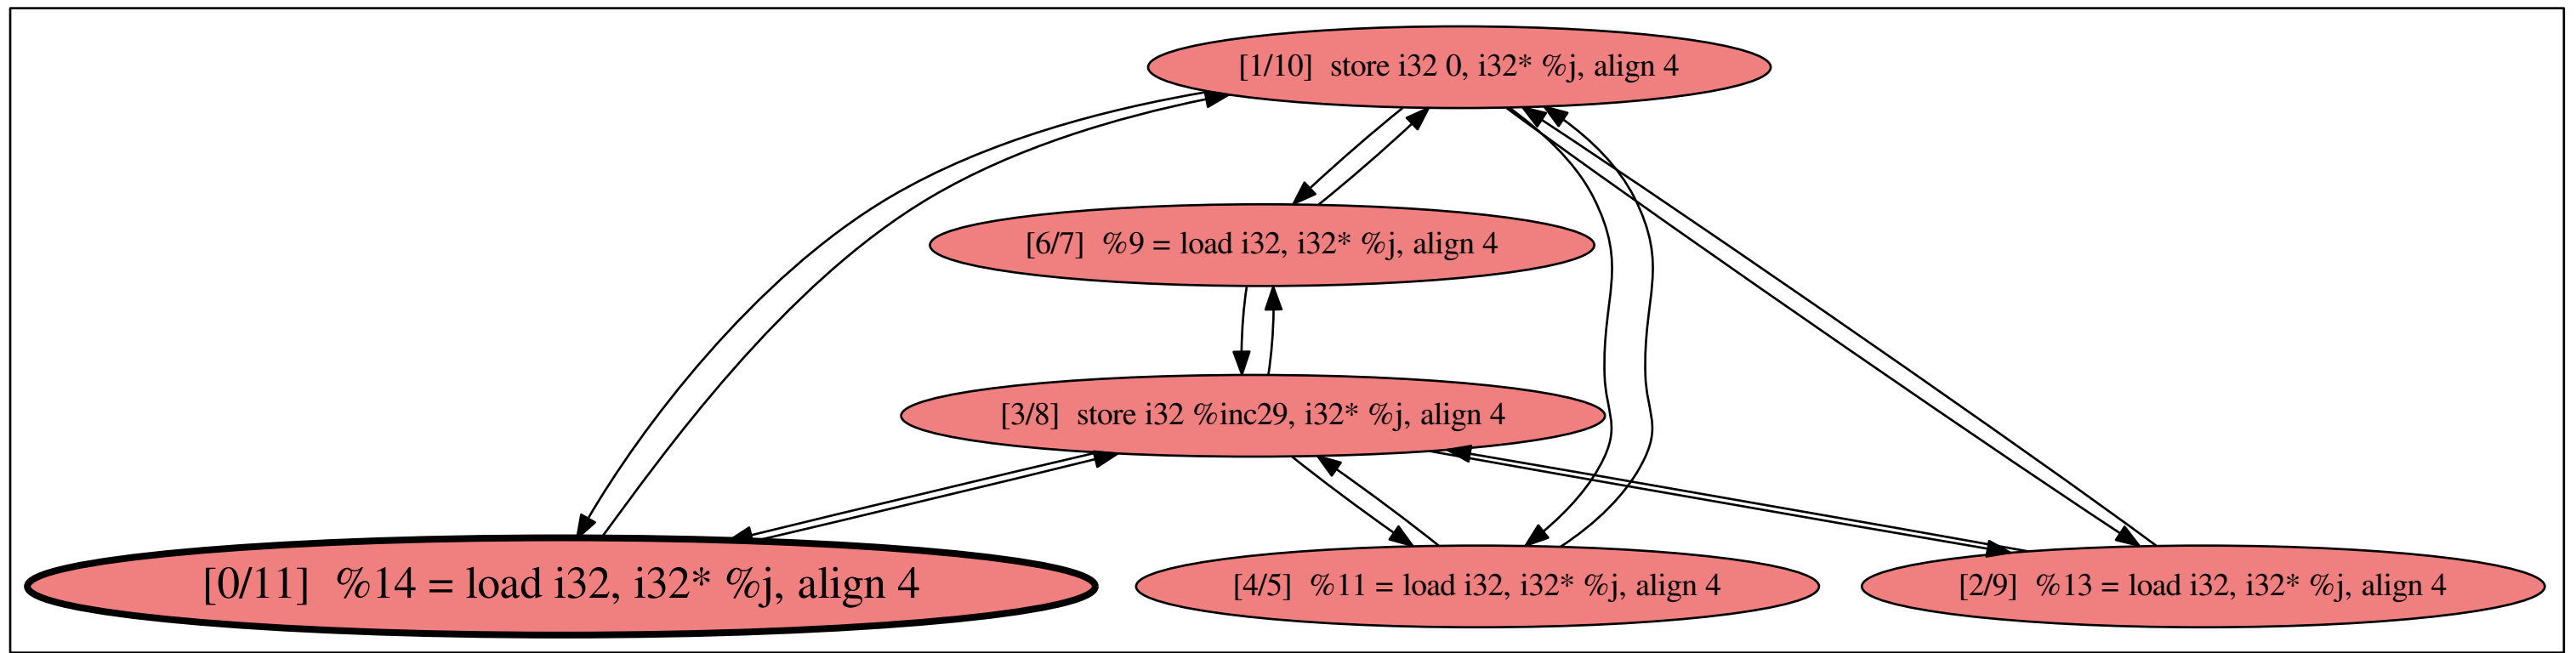 [1/10] store i32 0, i32* %j, align 4
[6/7] %9 = load i32, i32* %j, align 4
[3/8] store i32 %inc29, i32* %j, align 4
[0/11] %14 = load i32, i32* %j, align 4
[4/5] %11 = load i32, i32* %j, align 4
[2/9] %13 = load i32, i32* %j, align 4